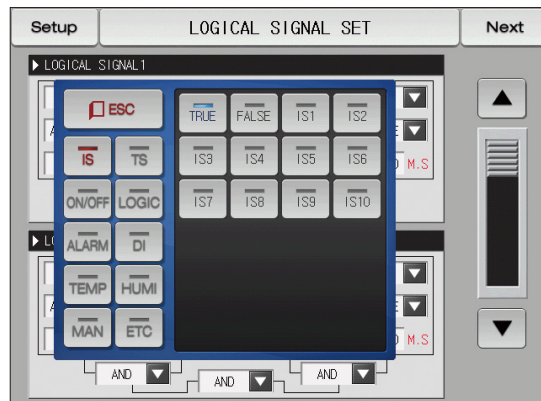 Setup LOGICAL SIGNAL SET Next
LOGICAL SIGNAL1
ESC TRUE FALSE IS1 IS2
IS TS IS3 IS4 IS5 IS6 M.S
ON/OFF LOGIC IS7 IS8 IS9 IS10
ALARM DI
TEMP HUMI
MAN ETC M.S
AND AND AND